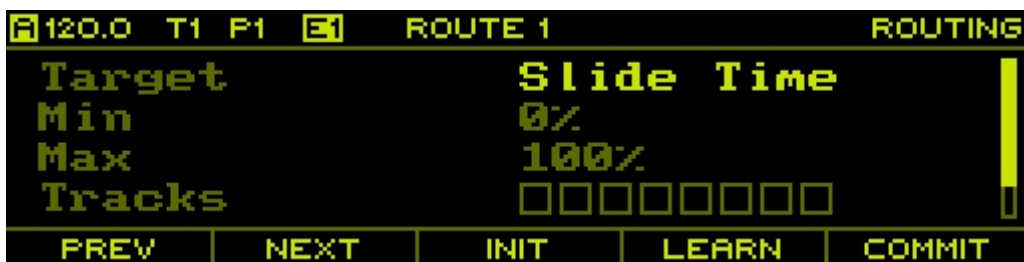 A 120.0 T1 P1 E1 ROUTE 1 ROUTING
Target Slide Time
Min 0%
Max 100%
Tracks
PREV NEXT INIT LEARN COMMIT